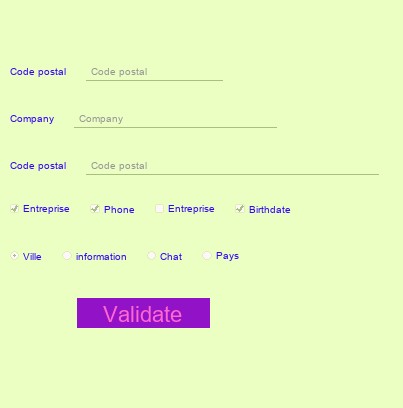 Code postal Code postal
Company Company
Code postal Code postal
Entreprise Phone Entreprise Birthdate
Ville information Chat Pays
Validate